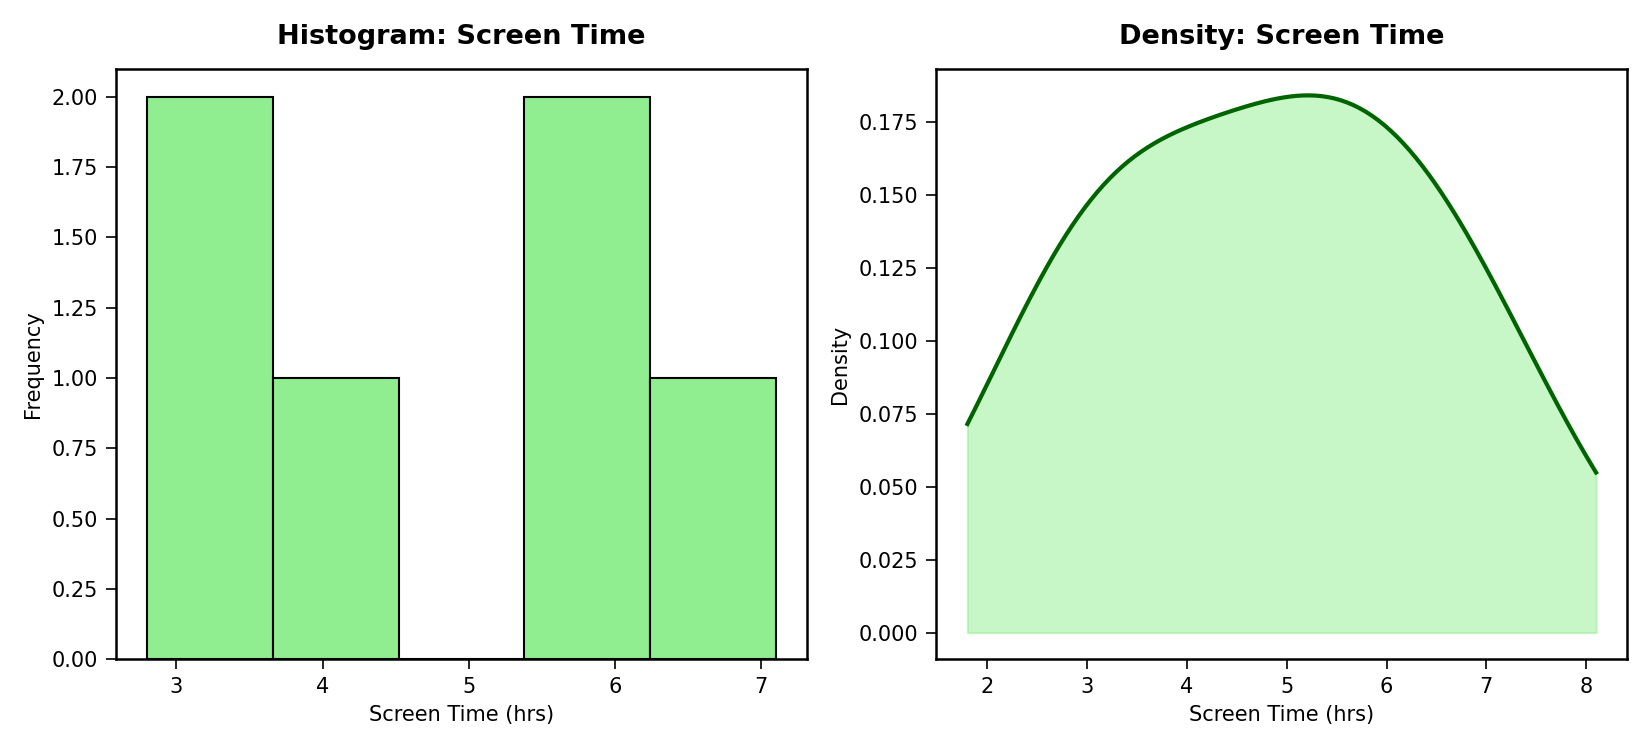 Histogram: Screen Time
Frequency
2.00
1.75
1.50
1.25
1.00
0.75
0.50
0.25
0.00
3 4 5 6 7
Screen Time (hrs)
Density: Screen Time
Density
0.175
0.150
0.125
0.100
0.075
0.050
0.025
0.000
2 3 4 5 6 7 8
Screen Time (hrs)